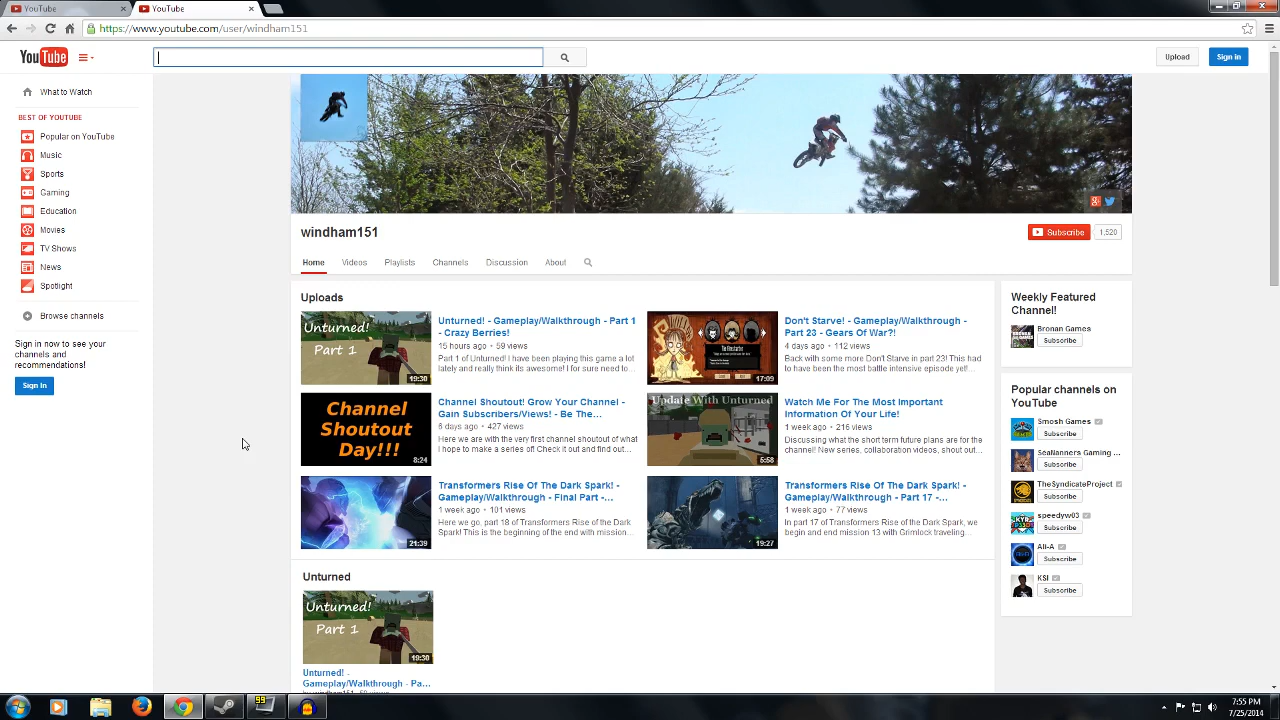 YouTube
YouTube
https://www.youtube.com/user/windham151
YouTube
Upload
Sign in
What to Watch
BEST OF YOUTUBE
Popular on YouTube
Music
Sports
Gaming
Education
Movies
TV Shows
News
Spotlight
Browse channels
Sign in now to see your
channels and
recommendations!
Sign In
windham151
Subscribe
1,520
Home
Videos
Playlists
Channels
Discussion
About
Uploads
Unturned!
Part 1
19:30
Unturned! - Gameplay/Walkthrough - Part 1
- Crazy Berries!
15 hours ago • 59 views
Part 1 of Unturned! I have been playing this game a lot
lately and really think its awesome! I for sure need to...
17:09
Don't Starve! - Gameplay/Walkthrough -
Part 23 - Gears Of War?!
4 days ago • 112 views
Back with some more Don't Starve in part 23! This had
to have been the most battle intensive episode yet!...
Channel
Shoutout
Day!!!
8:24
Channel Shoutout! Grow Your Channel -
Gain Subscribers/Views! - Be The...
6 days ago • 427 views
Here we are with the very first channel shoutout of what
I hope to make a series of! Check it out and find out...
Update With Unturned
5:58
Watch Me For The Most Important
Information Of Your Life!
1 week ago • 216 views
Discussing what the short term future plans are for the
channel! New series, collaboration videos, shout out...
21:39
Transformers Rise Of The Dark Spark! -
Gameplay/Walkthrough - Final Part -...
1 week ago • 101 views
Here we go, part 18 of Transformers Rise of the Dark
Spark! This is the beginning of the end with mission...
19:27
Transformers Rise Of The Dark Spark! -
Gameplay/Walkthrough - Part 17 -...
1 week ago • 77 views
In part 17 of Transformers Rise of the Dark Spark, we
begin and end mission 13 with Grimlock traveling...
Unturned
Unturned!
Part 1
19:30
Unturned! -
Gameplay/Walkthrough - Pa...
Weekly Featured
Channel!
Bronan Games
Subscribe
Popular channels on
YouTube
Smosh Games
Subscribe
SeaNanners Gaming ...
Subscribe
TheSyndicateProject
Subscribe
speedyw03
Subscribe
Ali-A
Subscribe
KSI
Subscribe
99
7:55 PM
7/25/2014